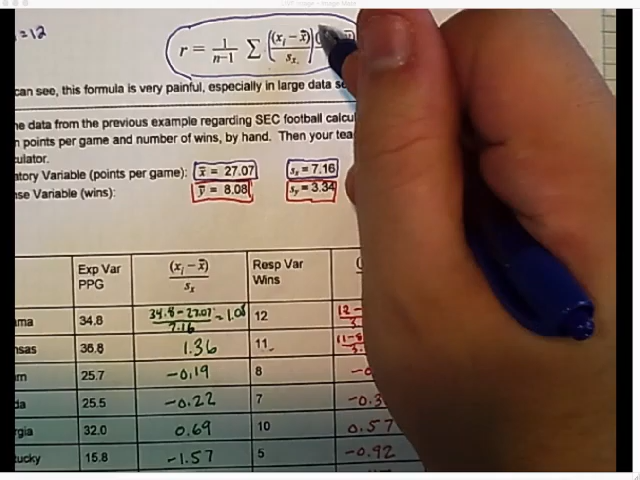 = 12
r = 1/(n-1) ∑ ((xᵢ - x̄)/sₓ)
can see, this formula is very painful, especially in large data se
ne data from the previous example regarding SEC football calcu
n points per game and number of wins, by hand. Then your tea
culator.
atory Variable (points per game): x̄ = 27.07 sₓ = 7.16
nse Variable (wins): ȳ = 8.08 sᵧ = 3.34
Exp Var PPG (xᵢ - x̄)/sₓ Resp Var Wins
ama 34.8 (34.8-27.07)/7.16 = 1.08 12 12-
nsas 36.8 1.36 11 11-8
25.7 -0.19 8
da 25.5 -0.22 7 -0.3
rgia 32.0 0.69 10 0.57
tucky 15.8 -1.57 5 -0.92